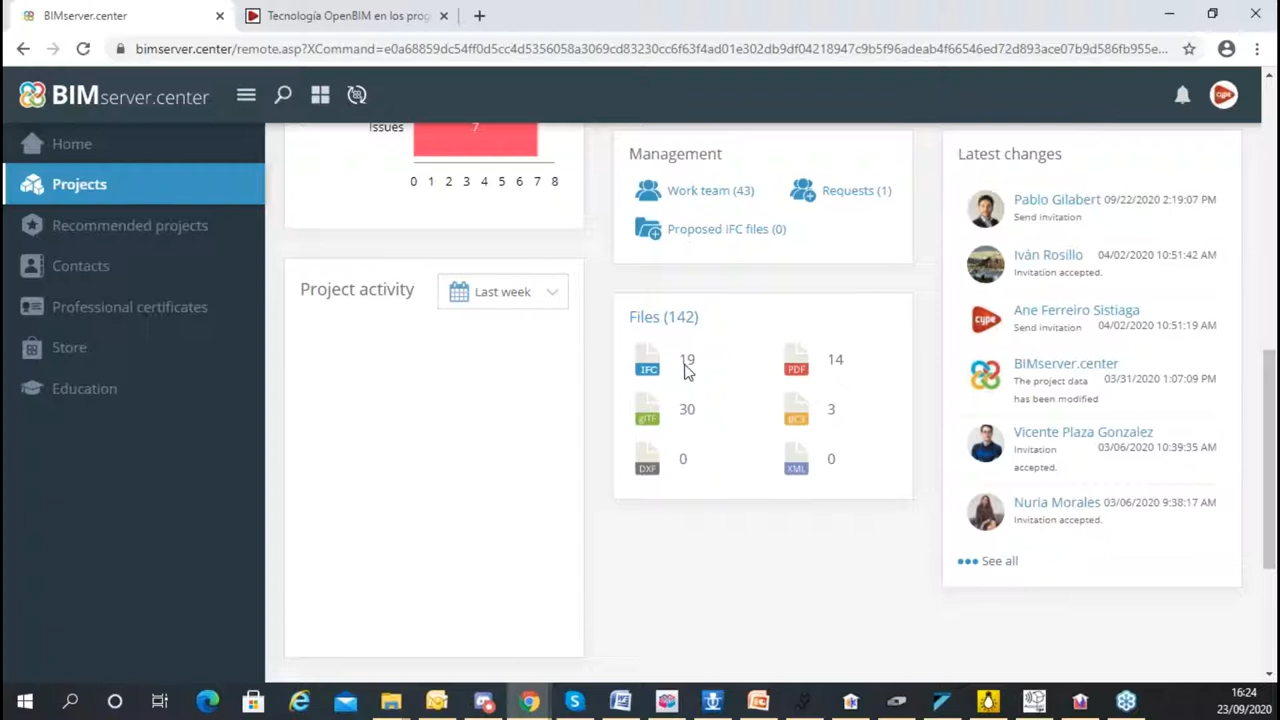 BIMserver.center
Tecnología OpenBIM en los prog
bimserver.center/remote.asp?XCommand=e0a68859dc54ff0d5cc4d5356058a3069cd83230cc6f63f4ad01e302db9df04218947c9b5f96adeab4f66546ed72d893ace07b9d586fb955e...
BIMserver.center
cype
Home
Projects
Recommended projects
Contacts
Professional certificates
Store
Education
Issues
7
0 1 2 3 4 5 6 7 8
Project activity
Last week
Management
Work team (43)
Requests (1)
Proposed IFC files (0)
Files (142)
IFC 19
PDF 14
glTF 30
gC3 3
DXF 0
XML 0
Latest changes
Pablo Gilabert 09/22/2020 2:19:07 PM
Send invitation
Iván Rosillo 04/02/2020 10:51:42 AM
Invitation accepted.
cype
Ane Ferreiro Sistiaga
Send invitation 04/02/2020 10:51:19 AM
BIMserver.center
The project data 03/31/2020 1:07:09 PM
has been modified
Vicente Plaza Gonzalez
Invitation 03/06/2020 10:39:35 AM
accepted.
Nuria Morales 03/06/2020 9:38:17 AM
Invitation accepted.
See all
16:24
23/09/2020